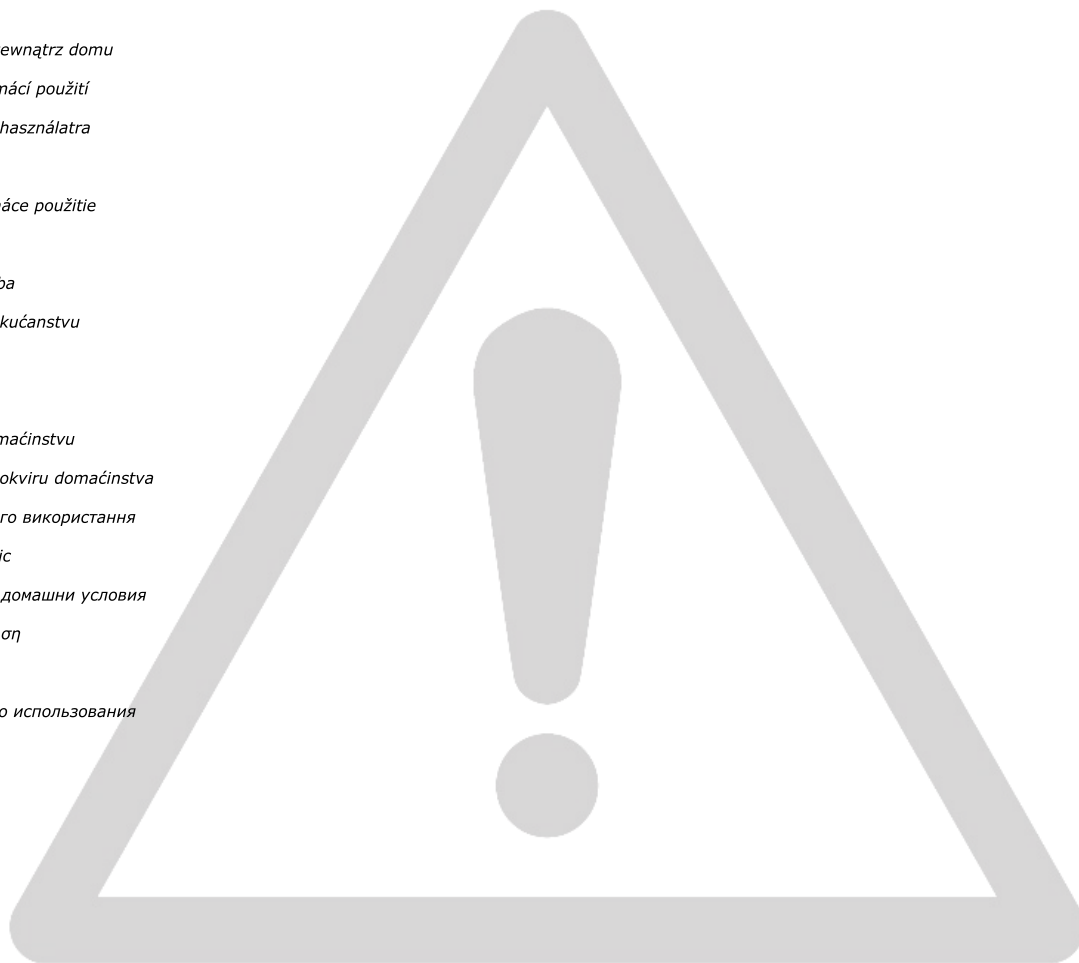 ewnątrz domu
mácí použití
használatra
áce použitie
ba
kućanstvu
maćinstvu
okviru domaćinstva
го використання
ic
домашни условия
ση
о использования